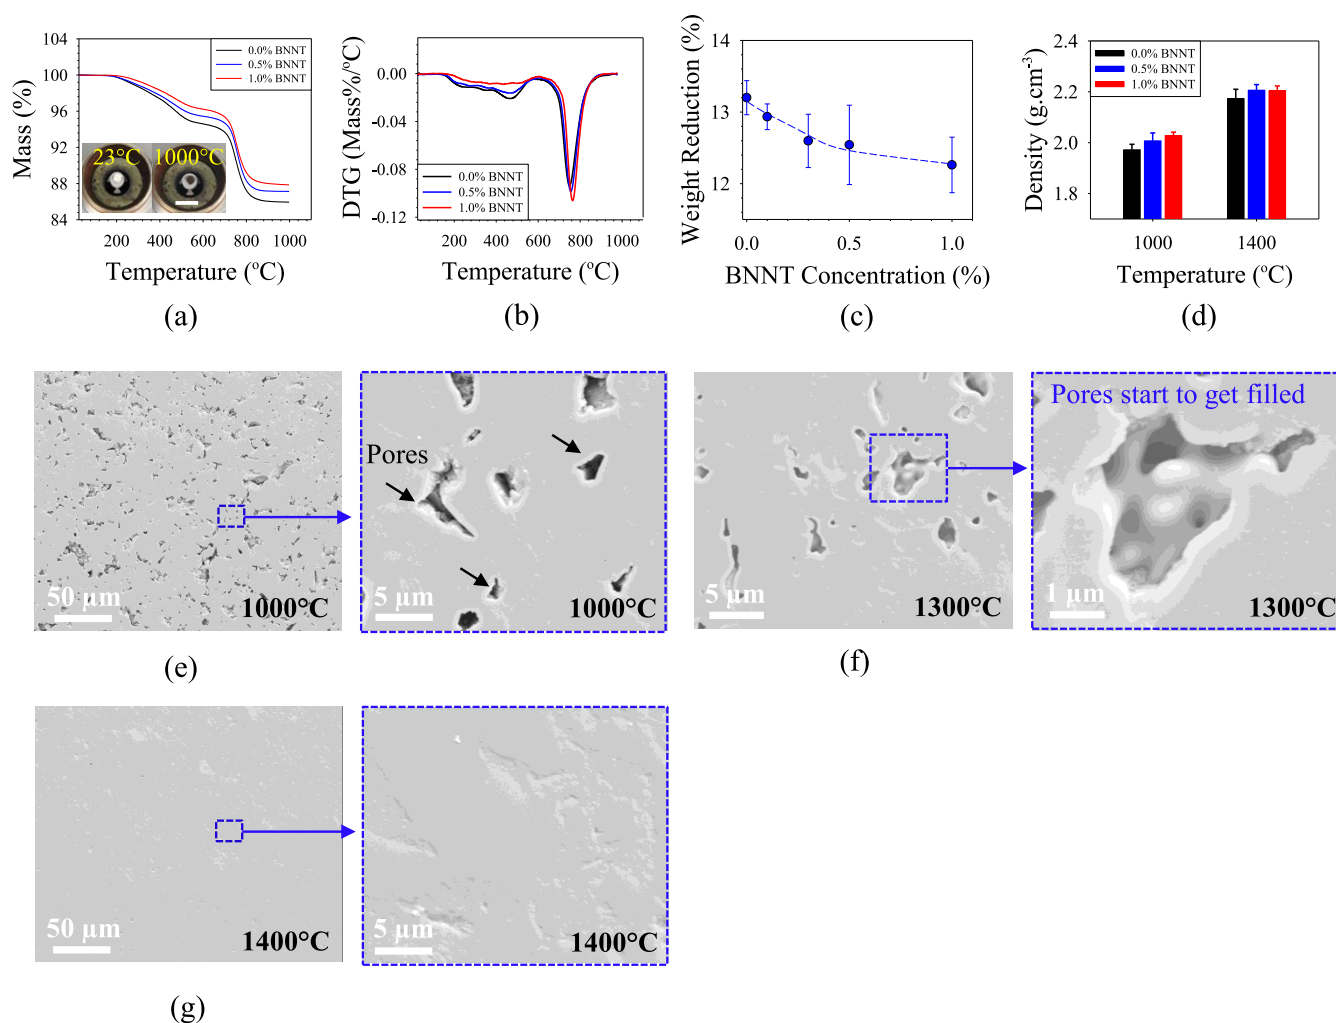 104
100
96
92
88
84
Mass (%)
0.0% BNNT
0.5% BNNT
1.0% BNNT
23°C
1000°C
200 400 600 800 1000
Temperature (ºC)
(a)
0.00
-0.04
-0.08
-0.12
DTG (Mass%/ºC)
0.0% BNNT
0.5% BNNT
1.0% BNNT
200 400 600 800 1000
Temperature (ºC)
(b)
14
13
12
Weight Reduction (%)
0.0 0.5 1.0
BNNT Concentration (%)
(c)
2.4
2.2
2.0
1.8
Density (g.cm-3)
0.0% BNNT
0.5% BNNT
1.0% BNNT
1000 1400
Temperature (ºC)
(d)
50 µm
1000°C
Pores
5 µm
1000°C
(e)
5 µm
1300°C
Pores start to get filled
1 µm
1300°C
(f)
50 µm
1400°C
5 µm
1400°C
(g)